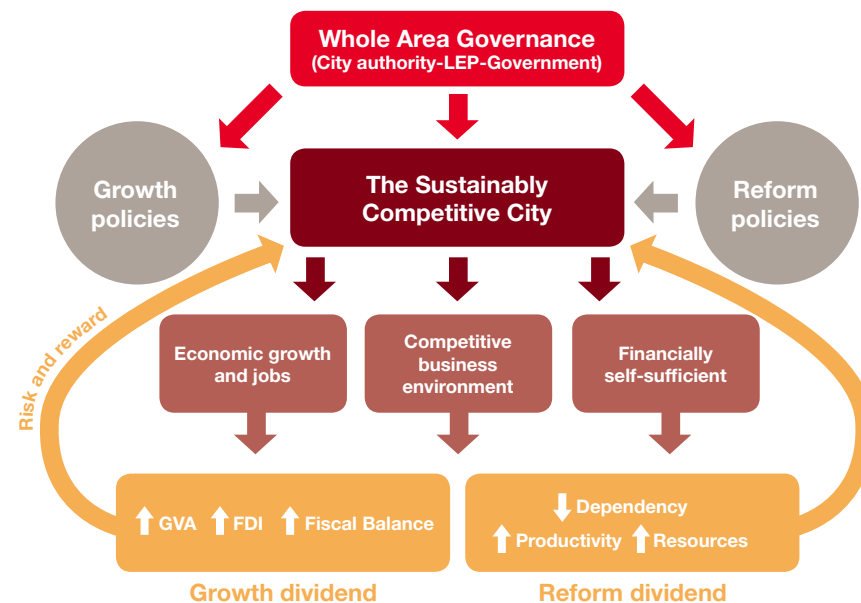 Whole Area Governance
(City authority-LEP-Government)
Growth
policies
The Sustainably
Competitive City
Reform
policies
Risk and reward
Economic growth
and jobs
Competitive
business
environment
Financially
self-sufficient
GVA FDI Fiscal Balance
Dependency
Productivity Resources
Growth dividend
Reform dividend